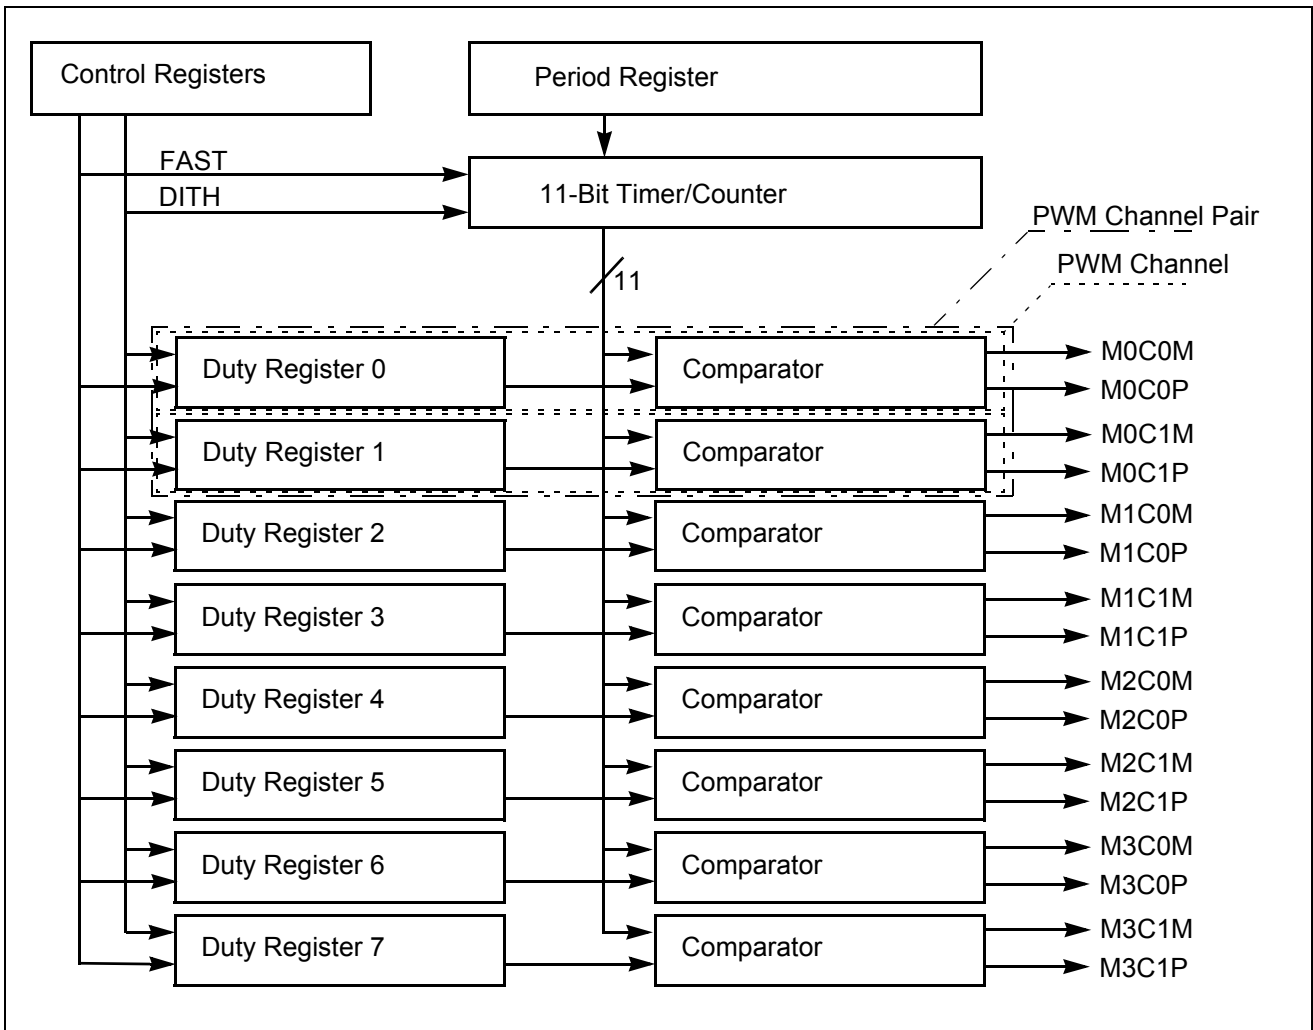 Control Registers
Period Register
FAST
DITH
11-Bit Timer/Counter
PWM Channel Pair
PWM Channel
11
Duty Register 0
Comparator
M0C0M
M0C0P
Duty Register 1
Comparator
M0C1M
M0C1P
Duty Register 2
Comparator
M1C0M
M1C0P
Duty Register 3
Comparator
M1C1M
M1C1P
Duty Register 4
Comparator
M2C0M
M2C0P
Duty Register 5
Comparator
M2C1M
M2C1P
Duty Register 6
Comparator
M3C0M
M3C0P
Duty Register 7
Comparator
M3C1M
M3C1P